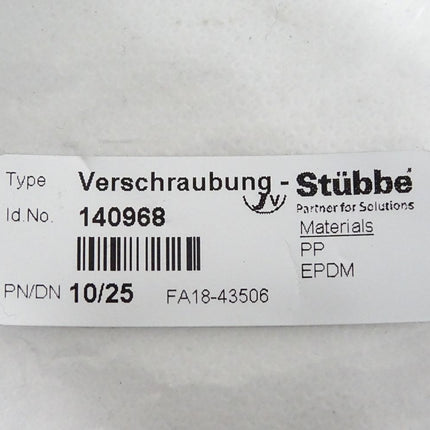 Type Verschraubung - Stübbe
Partner for Solutions
Id.No. 140968
Materials
PP
EPDM
PN/DN 10/25 FA18-43506